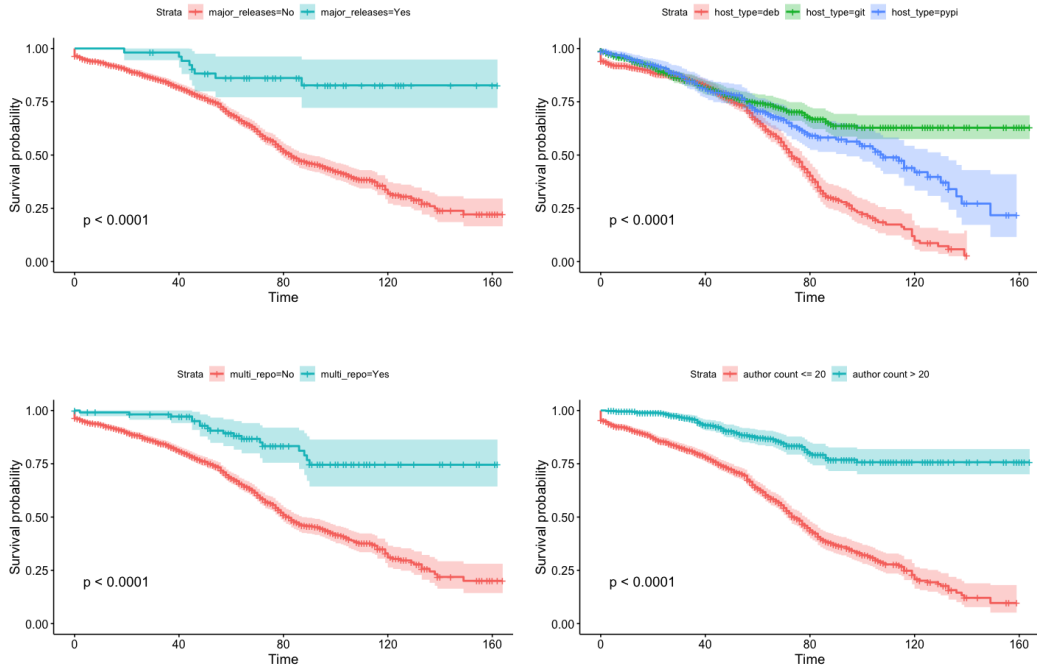 Strata major_releases=No major_releases=Yes
1.00
0.75
0.50
0.25
0.00
Survival probability
p < 0.0001
0 40 80 120 160
Time
Strata host_type=deb host_type=git host_type=pypi
1.00
0.75
0.50
0.25
0.00
Survival probability
p < 0.0001
0 40 80 120 160
Time
Strata multi_repo=No multi_repo=Yes
1.00
0.75
0.50
0.25
0.00
Survival probability
p < 0.0001
0 40 80 120 160
Time
Strata author count <= 20 author count > 20
1.00
0.75
0.50
0.25
0.00
Survival probability
p < 0.0001
0 40 80 120 160
Time